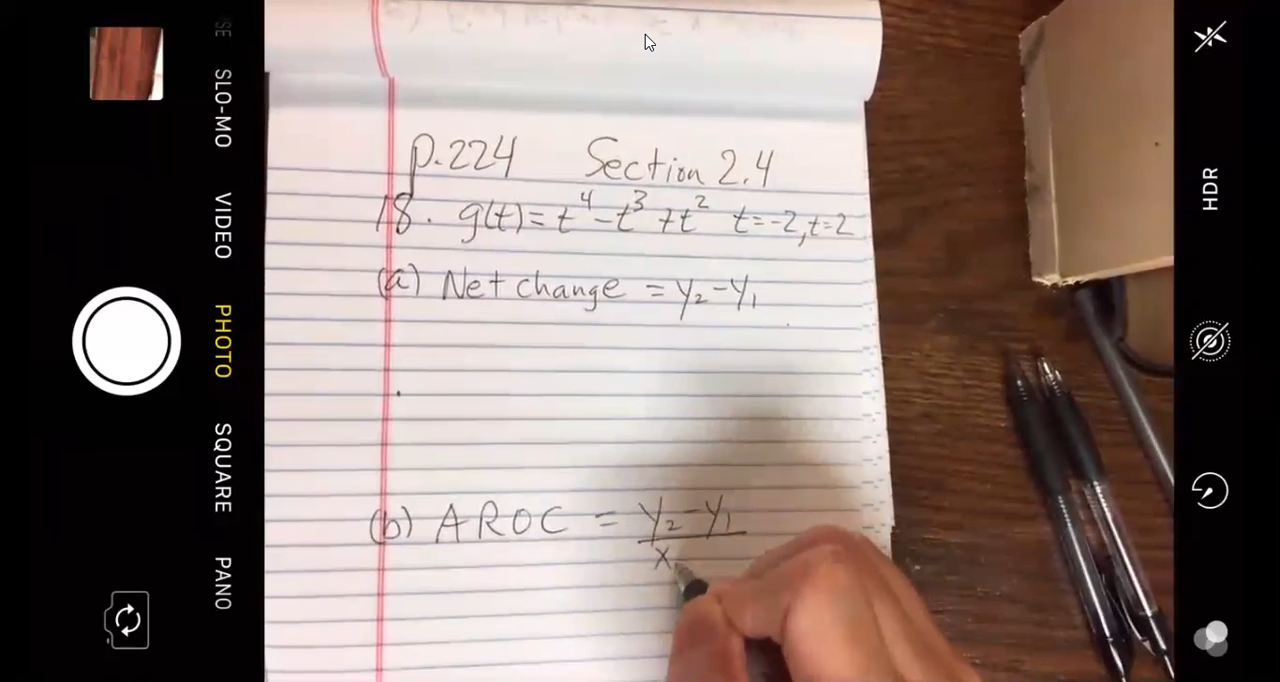 SLO-MO
VIDEO
PHOTO
SQUARE
PANO
HDR
p.224 Section 2.4
18. g(t) = t⁴ - t³ + t² t=-2, t=2
(a) Net change = y₂ - y₁
(b) AROC = y₂ - y₁
x